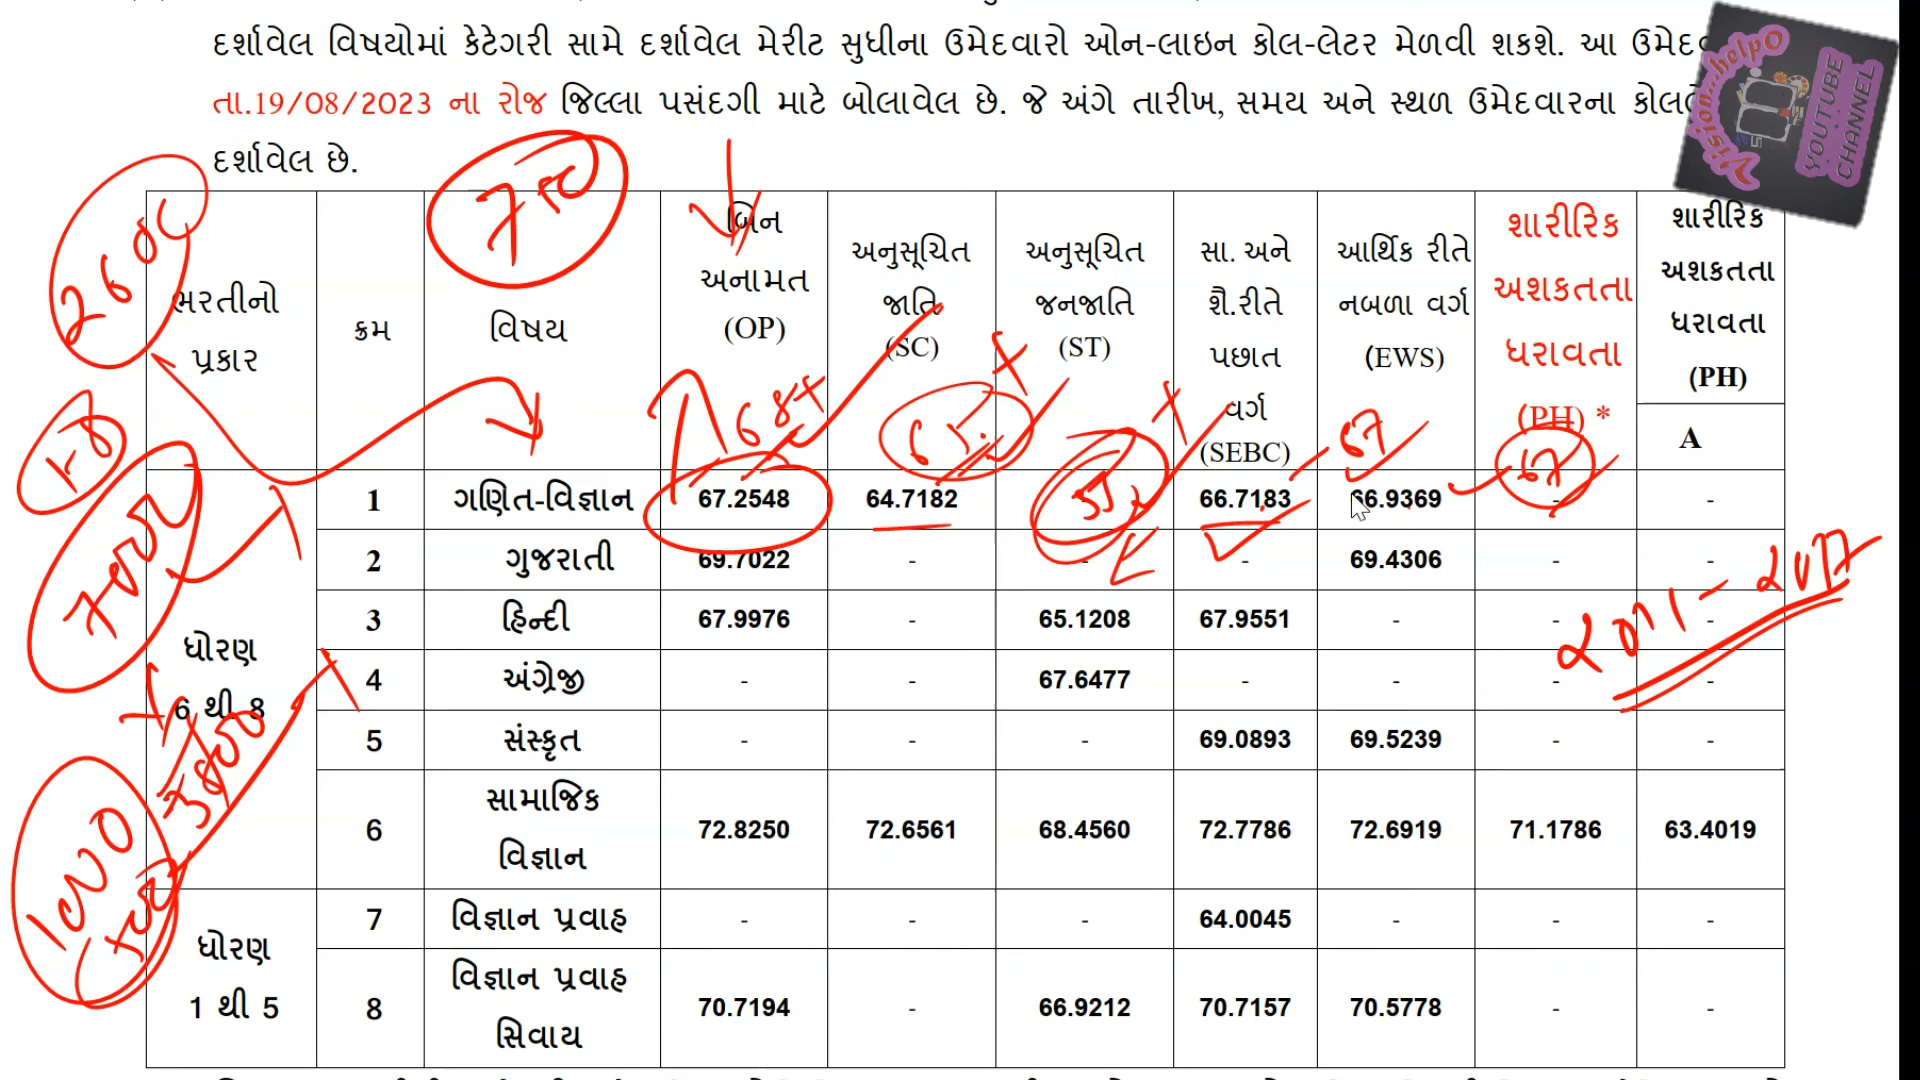 દર્શાવેલ વિષયોમાં કેટેગરી સામે દર્શાવેલ મેરીટ સુધીના ઉમેદવારો ઓન-લાઇન કોલ-લેટર મેળવી શકશે. આ
તા.19/08/2023 ના રોજ જિલ્લા પસંદગી માટે બોલાવેલ છે. જે અંગે તારીખ, સમય અને સ્થળ ઉમેદવારના
દર્શાવેલ છે.
Vision...helpO
YOUTUBE CHANNEL
ભરતીનો પ્રકાર ક્રમ વિષય બિન અનામત (OP) અનુસૂચિત જાતિ (SC) અનુસૂચિત જનજાતિ (ST) સા. અને શૈ.રીતે પછાત વર્ગ (SEBC) આર્થિક રીતે નબળા વર્ગ (EWS) શારીરિક અશકતતા ધરાવતા (PH) * શારીરિક અશકતતા ધરાવતા (PH)
A
ધોરણ 6 થી 8
1 ગણિત-વિજ્ઞાન 67.2548 64.7182 66.7183 66.9369 - -
2 ગુજરાતી 69.7022 - - - 69.4306 - -
3 હિન્દી 67.9976 - 65.1208 67.9551 - - -
4 અંગ્રેજી - - 67.6477 - - - -
5 સંસ્કૃત - - - 69.0893 69.5239 - -
6 સામાજિક વિજ્ઞાન 72.8250 72.6561 68.4560 72.7786 72.6919 71.1786 63.4019
ધોરણ 1 થી 5
7 વિજ્ઞાન પ્રવાહ - - - 64.0045 - - -
8 વિજ્ઞાન પ્રવાહ સિવાય 70.7194 - 66.9212 70.7157 70.5778 - -
1-8
67
67